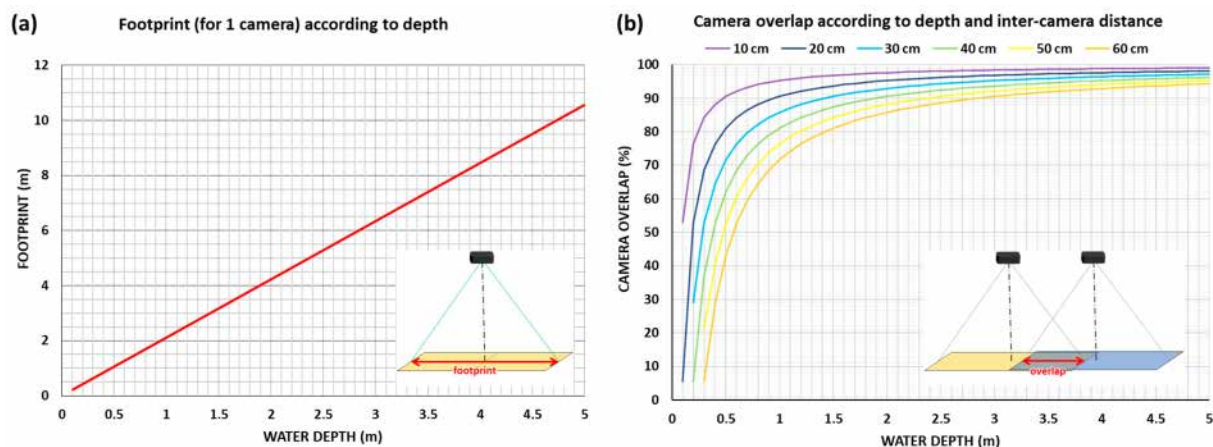 (a)
Footprint (for 1 camera) according to depth
12
10
8
6
4
2
0
FOOTPRINT (m)
0 0.5 1 1.5 2 2.5 3 3.5 4 4.5 5
WATER DEPTH (m)
footprint
(b)
Camera overlap according to depth and inter-camera distance
10 cm 20 cm 30 cm 40 cm 50 cm 60 cm
100
90
80
70
60
50
40
30
20
10
0
CAMERA OVERLAP (%)
0 0.5 1 1.5 2 2.5 3 3.5 4 4.5 5
WATER DEPTH (m)
overlap